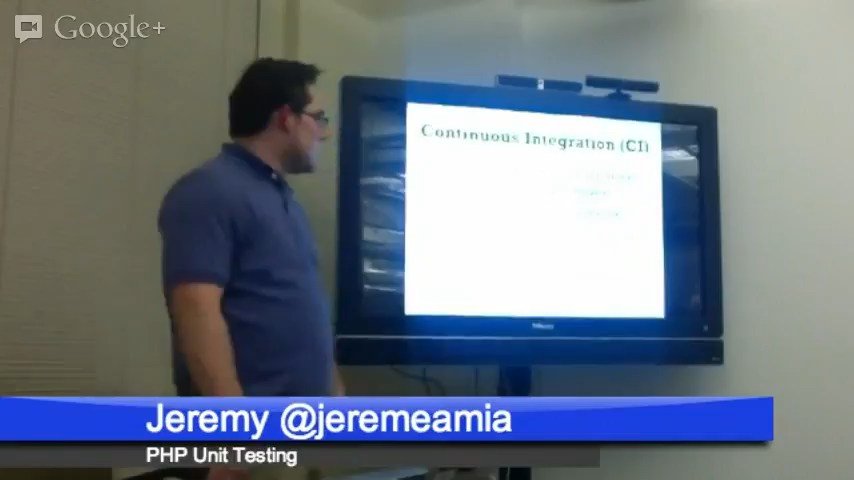 Google+
Continuous Integration (CI)
Jeremy @jeremeamia
PHP Unit Testing